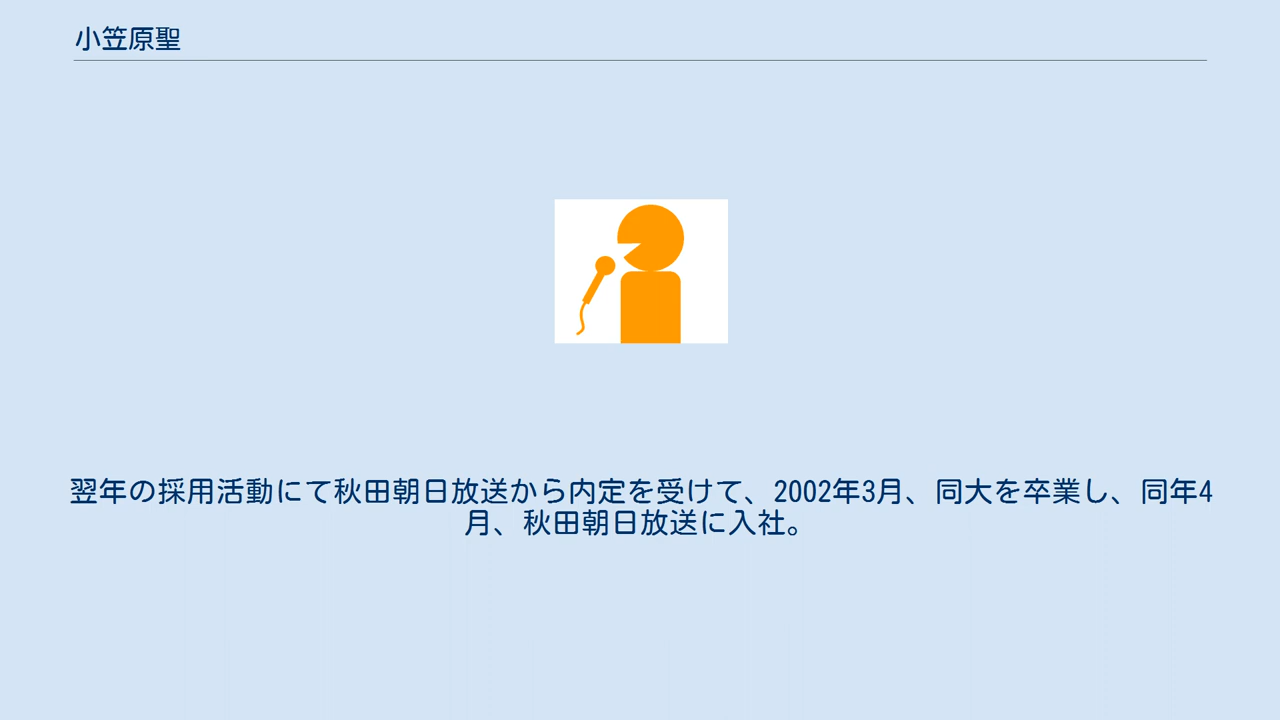 小笠原聖
翌年の採用活動にて秋田朝日放送から内定を受けて、2002年3月、同大を卒業し、同年4
月、秋田朝日放送に入社。